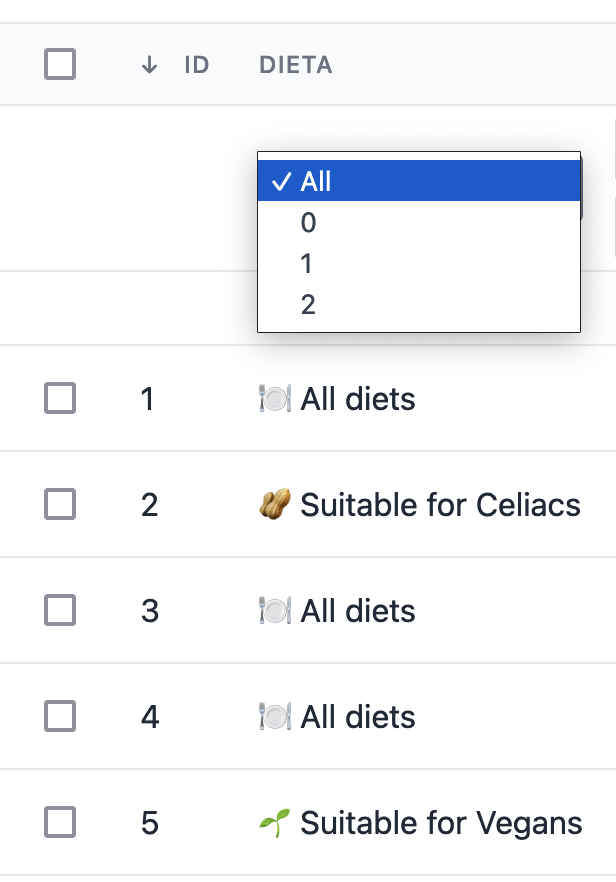 ID DIETA
All
0
1
2
1 All diets
2 Suitable for Celiacs
3 All diets
4 All diets
5 Suitable for Vegans